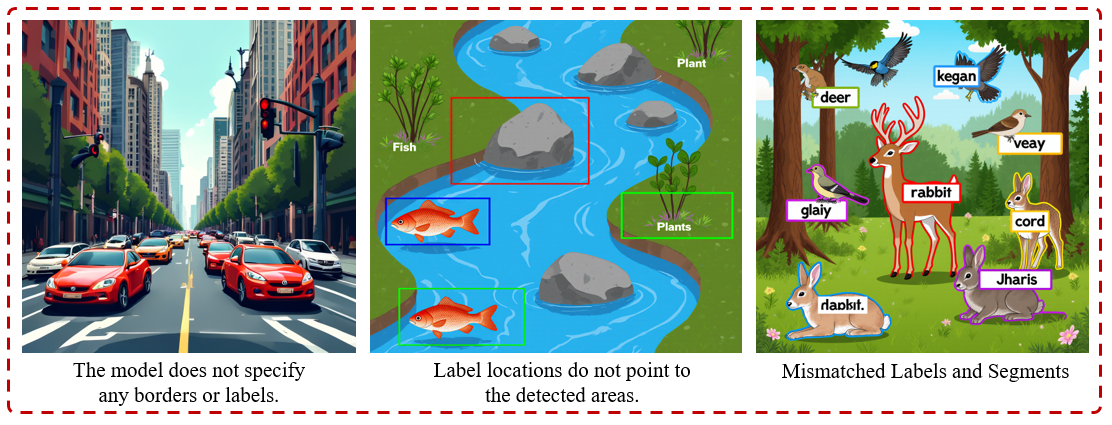 Plant
Fish
Plants
kegan
deer
veay
rabbit
glaiy
cord
Jharis
The model does not specify
any borders or labels.
Label locations do not point to
the detected areas.
Mismatched Labels and Segments